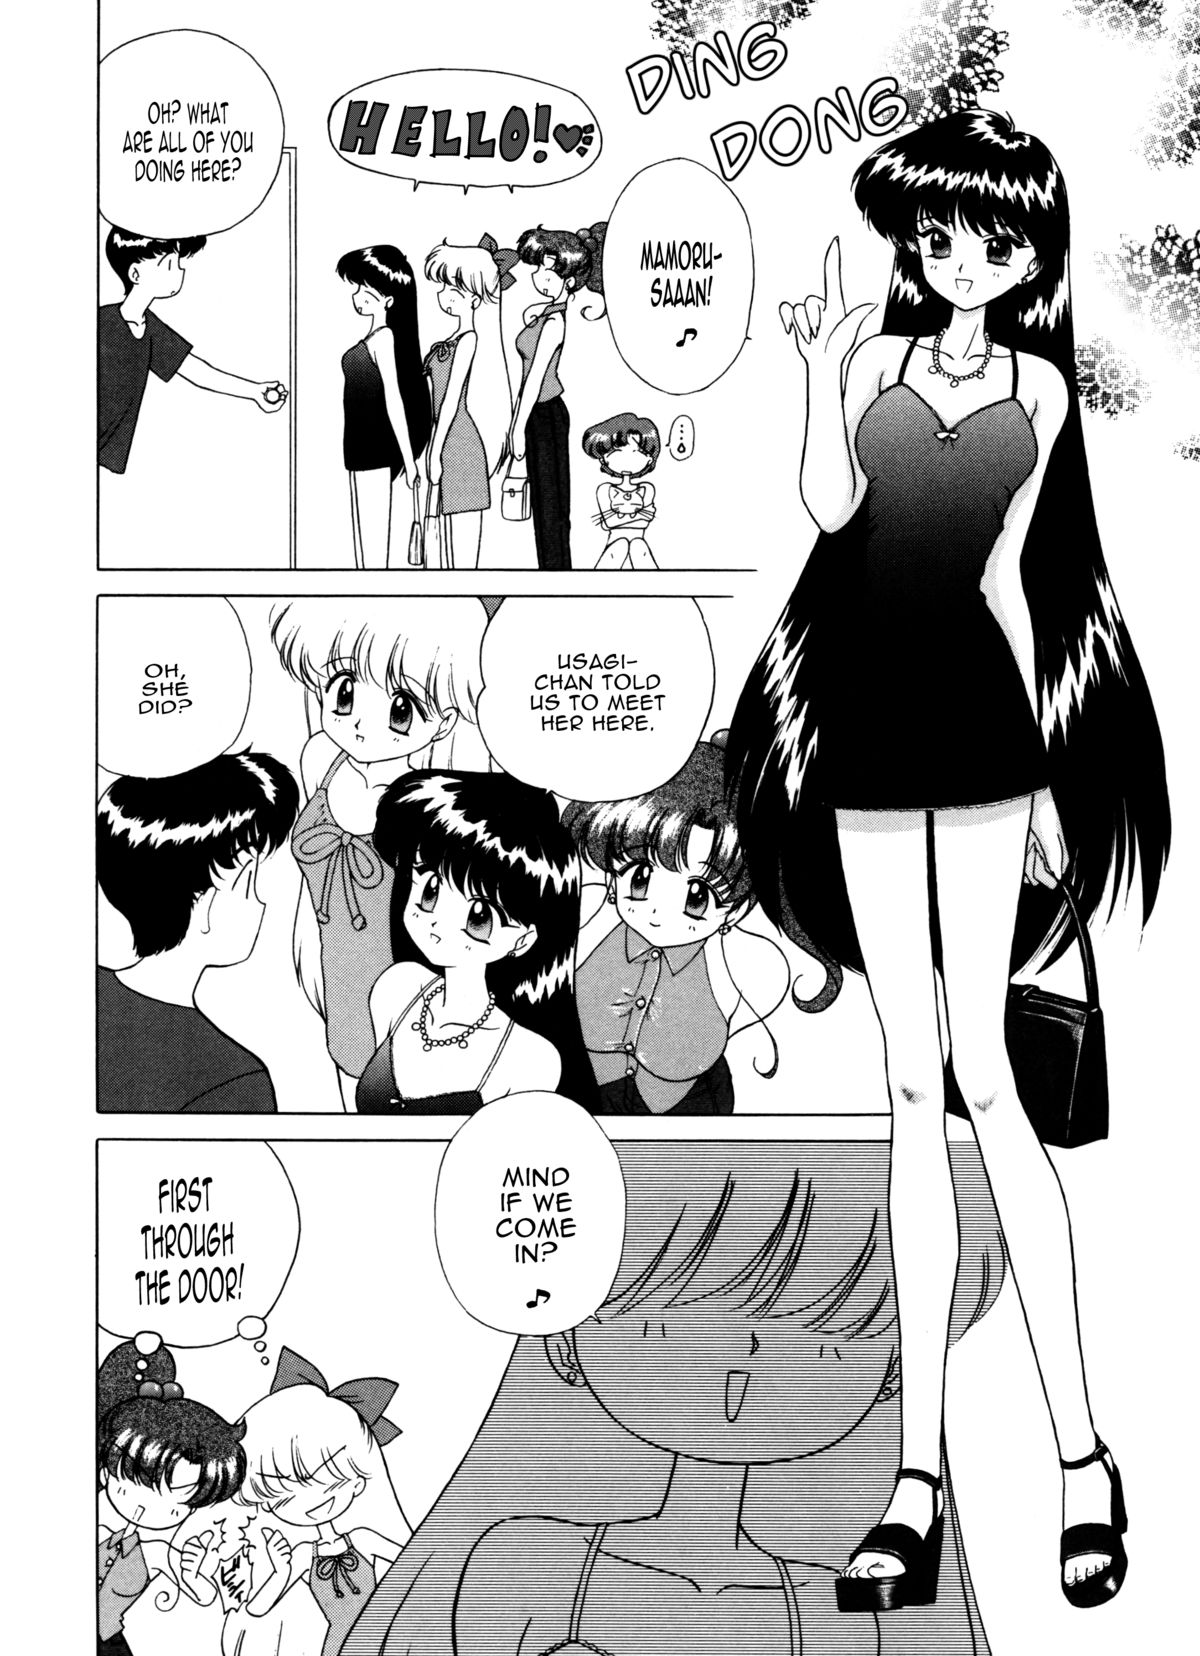 DING
DONG
MAMORU-
SAAAN!
HELLO!
OH? WHAT
ARE ALL OF YOU
DOING HERE?
....
USAGI-
CHAN TOLD
US TO MEET
HER HERE.
OH,
SHE
DID?
MIND
IF WE
COME
IN?
FIRST
THROUGH
THE DOOR!